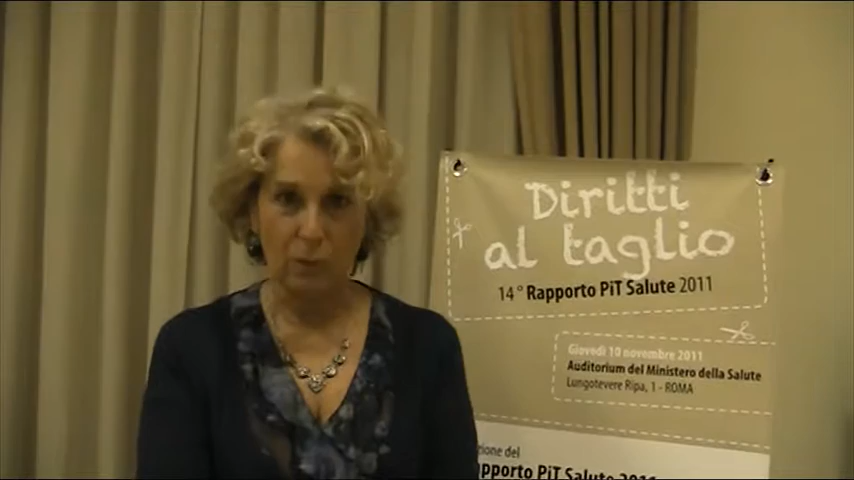 Diritti
al taglio
14° Rapporto PiT Salute 2011
Giovedì 10 novembre 2011
Auditorium del Ministero della Salute
Lungotevere Ripa, 1 - ROMA
zione del
apporto PiT Salute 2011